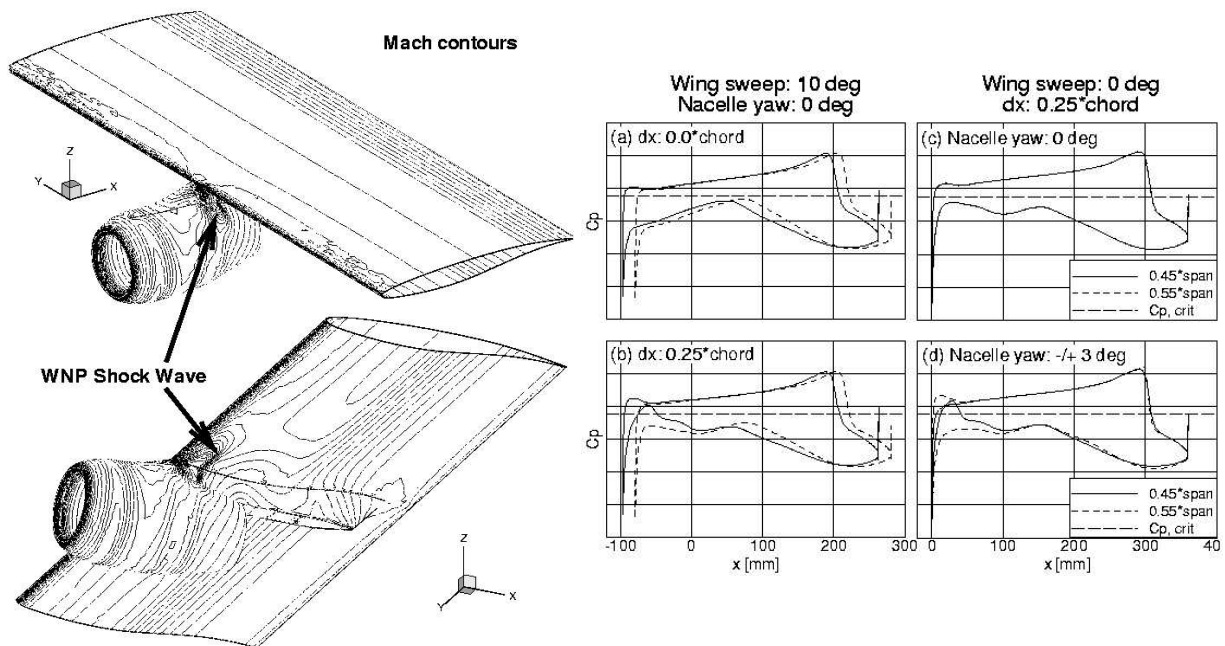 Mach contours
Z
Y
X
WNP Shock Wave
Z
Y
X
Wing sweep: 10 deg
Nacelle yaw: 0 deg
Wing sweep: 0 deg
dx: 0.25*chord
(a) dx: 0.0*chord
(c) Nacelle yaw: 0 deg
Cp
0.45*span
0.55*span
Cp, crit
(b) dx: 0.25*chord
(d) Nacelle yaw: -/+ 3 deg
Cp
0.45*span
0.55*span
Cp, crit
-100 0 100 200 300
x [mm]
0 100 200 300 40
x [mm]